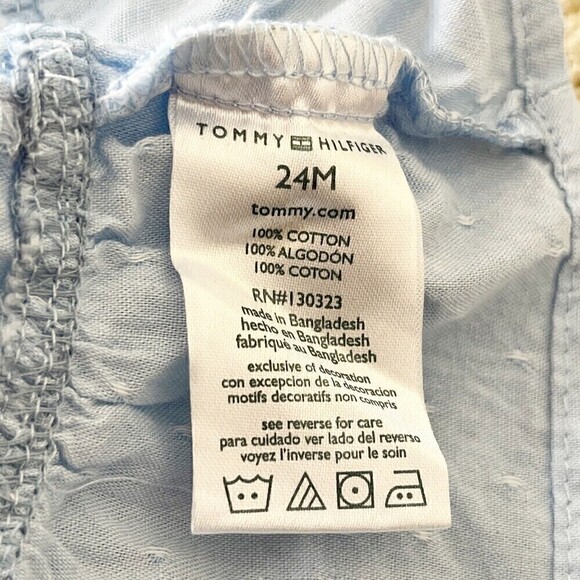 TOMMY HILFIGER
24M
tommy.com
100% COTTON
100% ALGODÓN
100% COTON
RN#130323
made in Bangladesh
hecho en Bangladesh
fabriqué au Bangladesh
exclusive of decoration
con excepción de la decoracion
motifs decoratifs non compris
see reverse for care
para cuidado ver lado del reverso
voyez l'inverse pour le soin